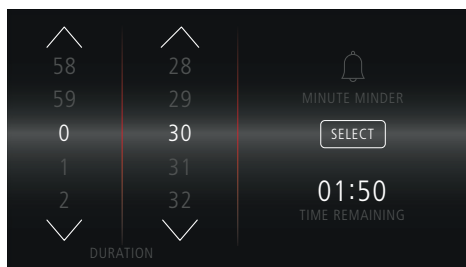 58 28
59 29
0 30
1 31
2 32
DURATION
MINUTE MINDER
SELECT
01:50
TIME REMAINING